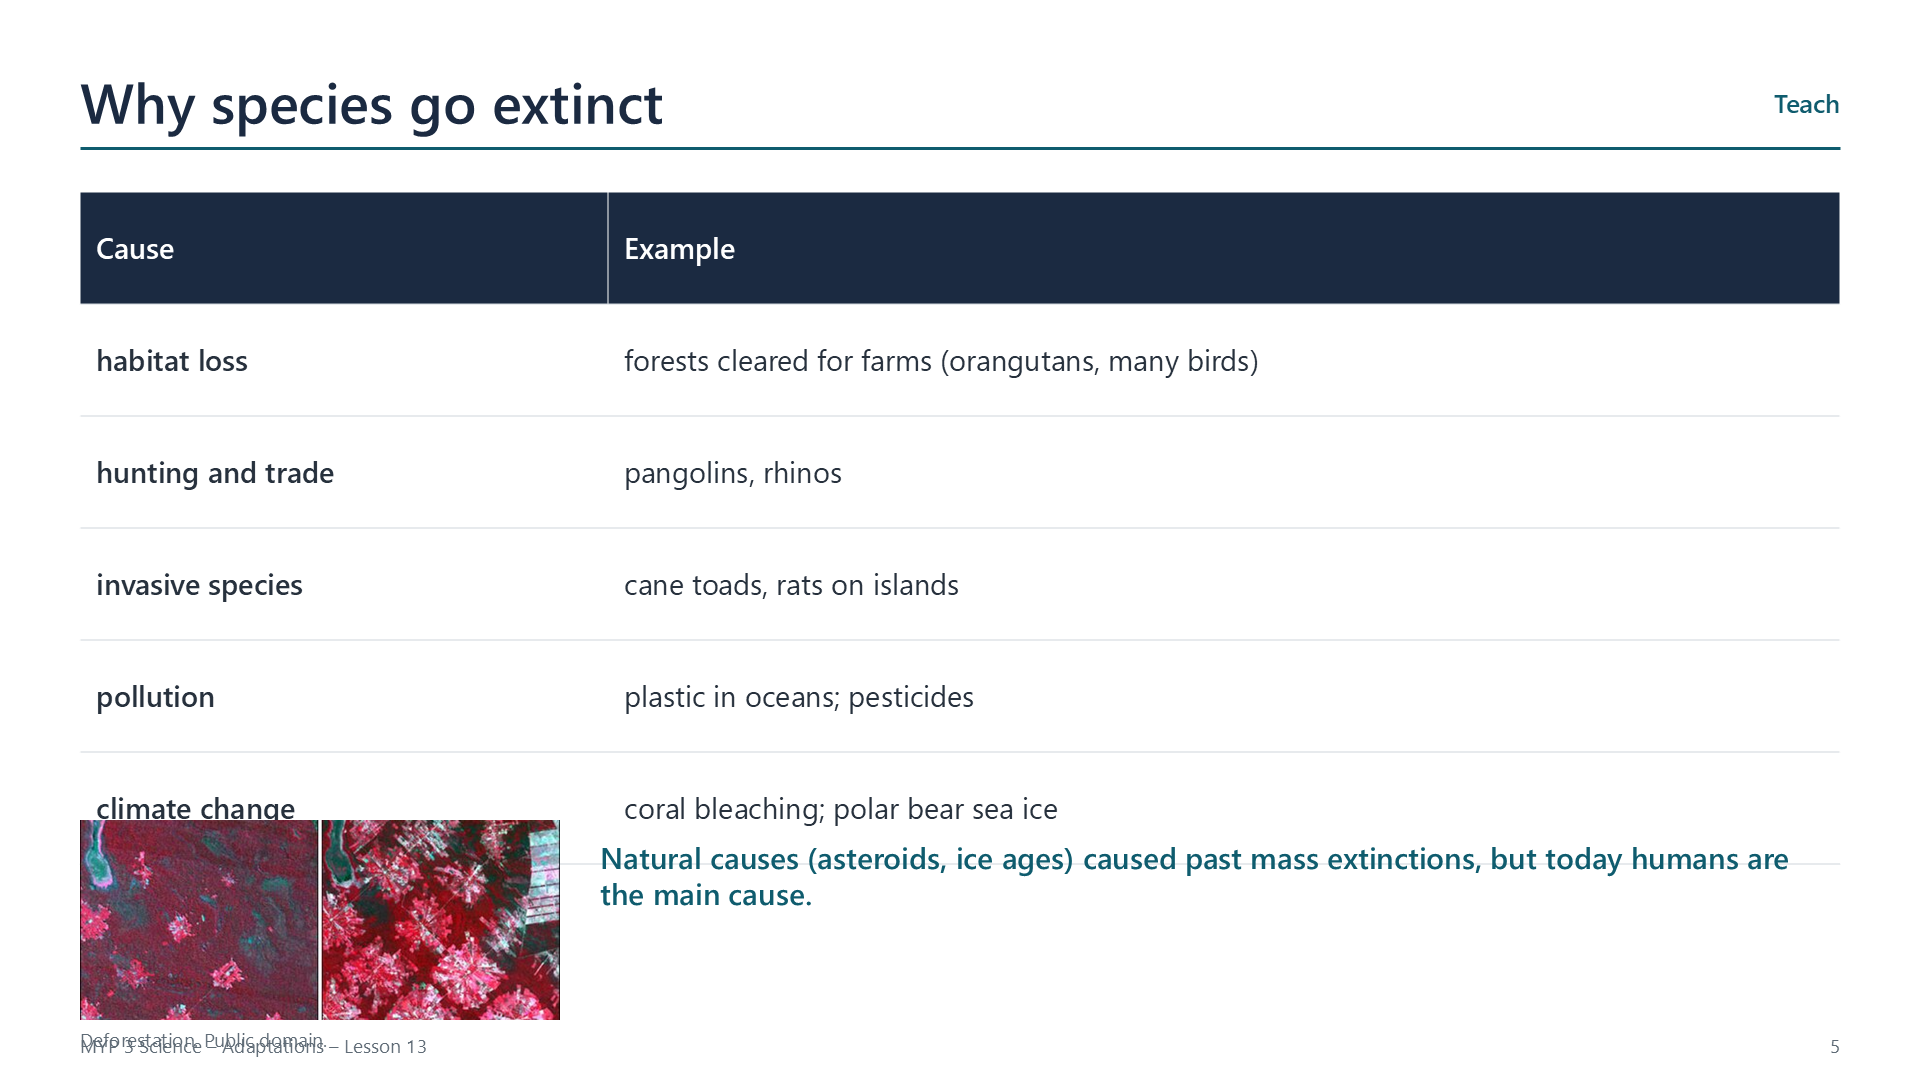 Why species go extinct
Teach
Cause
Example
habitat loss
forests cleared for farms (orangutans, many birds)
hunting and trade
pangolins, rhinos
invasive species
cane toads, rats on islands
pollution
plastic in oceans; pesticides
climate change
coral bleaching; polar bear sea ice
Natural causes (asteroids, ice ages) caused past mass extinctions, but today humans are
the main cause.
Deforestation. Public domain.
MYP 3 Science – Adaptations – Lesson 13
5